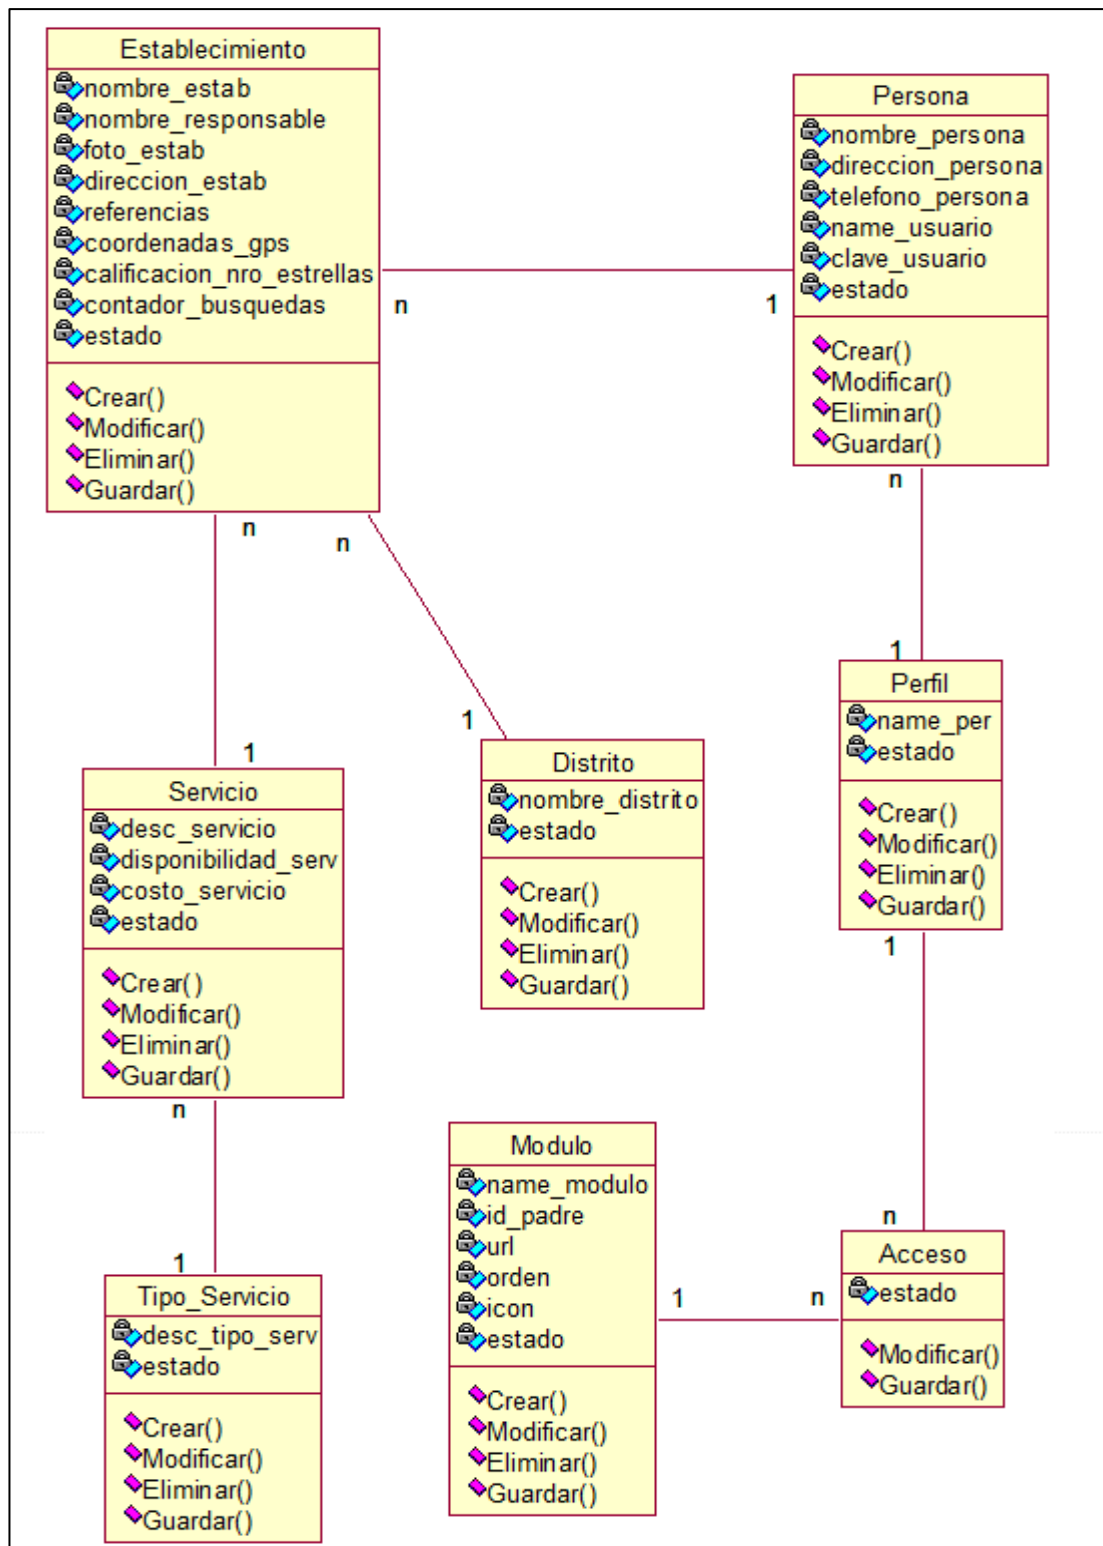 Establecimiento
nombre_estab
nombre_responsable
foto_estab
direccion_estab
referencias
coordenadas_gps
calificacion_nro_estrellas
contador_busquedas
estado
Crear()
Modificar()
Eliminar()
Guardar()
Persona
nombre_persona
direccion_persona
telefono_persona
name_usuario
clave_usuario
estado
Crear()
Modificar()
Eliminar()
Guardar()
n
1
n
n
n
1
1
1
Perfil
name_per
estado
Crear()
Modificar()
Eliminar()
Guardar()
Servicio
desc_servicio
disponibilidad_serv
costo_servicio
estado
Crear()
Modificar()
Eliminar()
Guardar()
Distrito
nombre_distrito
estado
Crear()
Modificar()
Eliminar()
Guardar()
1
n
n
1
Modulo
name_modulo
id_padre
url
orden
icon
estado
Crear()
Modificar()
Eliminar()
Guardar()
1
n
Acceso
estado
Modificar()
Guardar()
Tipo_Servicio
desc_tipo_serv
estado
Crear()
Modificar()
Eliminar()
Guardar()